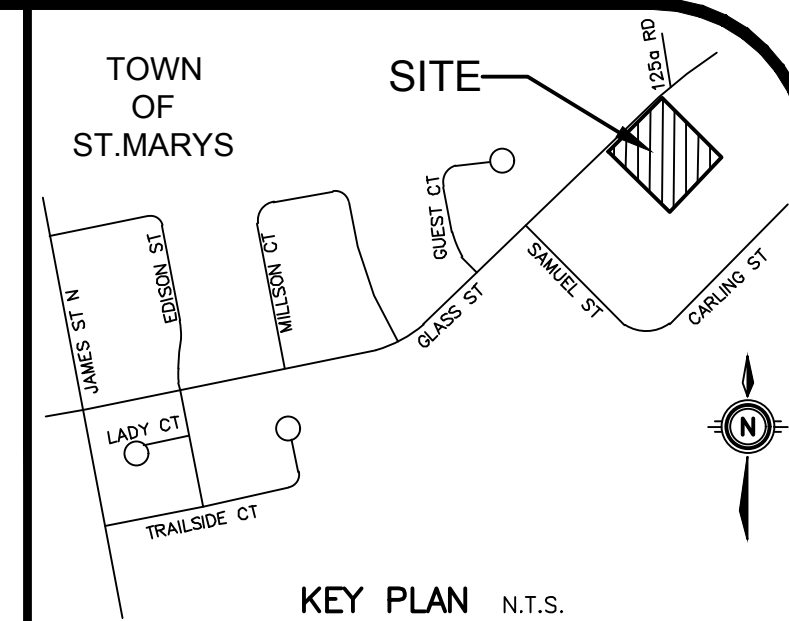 TOWN
OF
ST.MARYS
SITE
125a RD
GUEST CT
EDISON ST
MILLSON CT
JAMES ST N
GLASS ST
SAMUEL ST
CARLING ST
LADY CT
TRAILSIDE CT
N
KEY PLAN N.T.S.